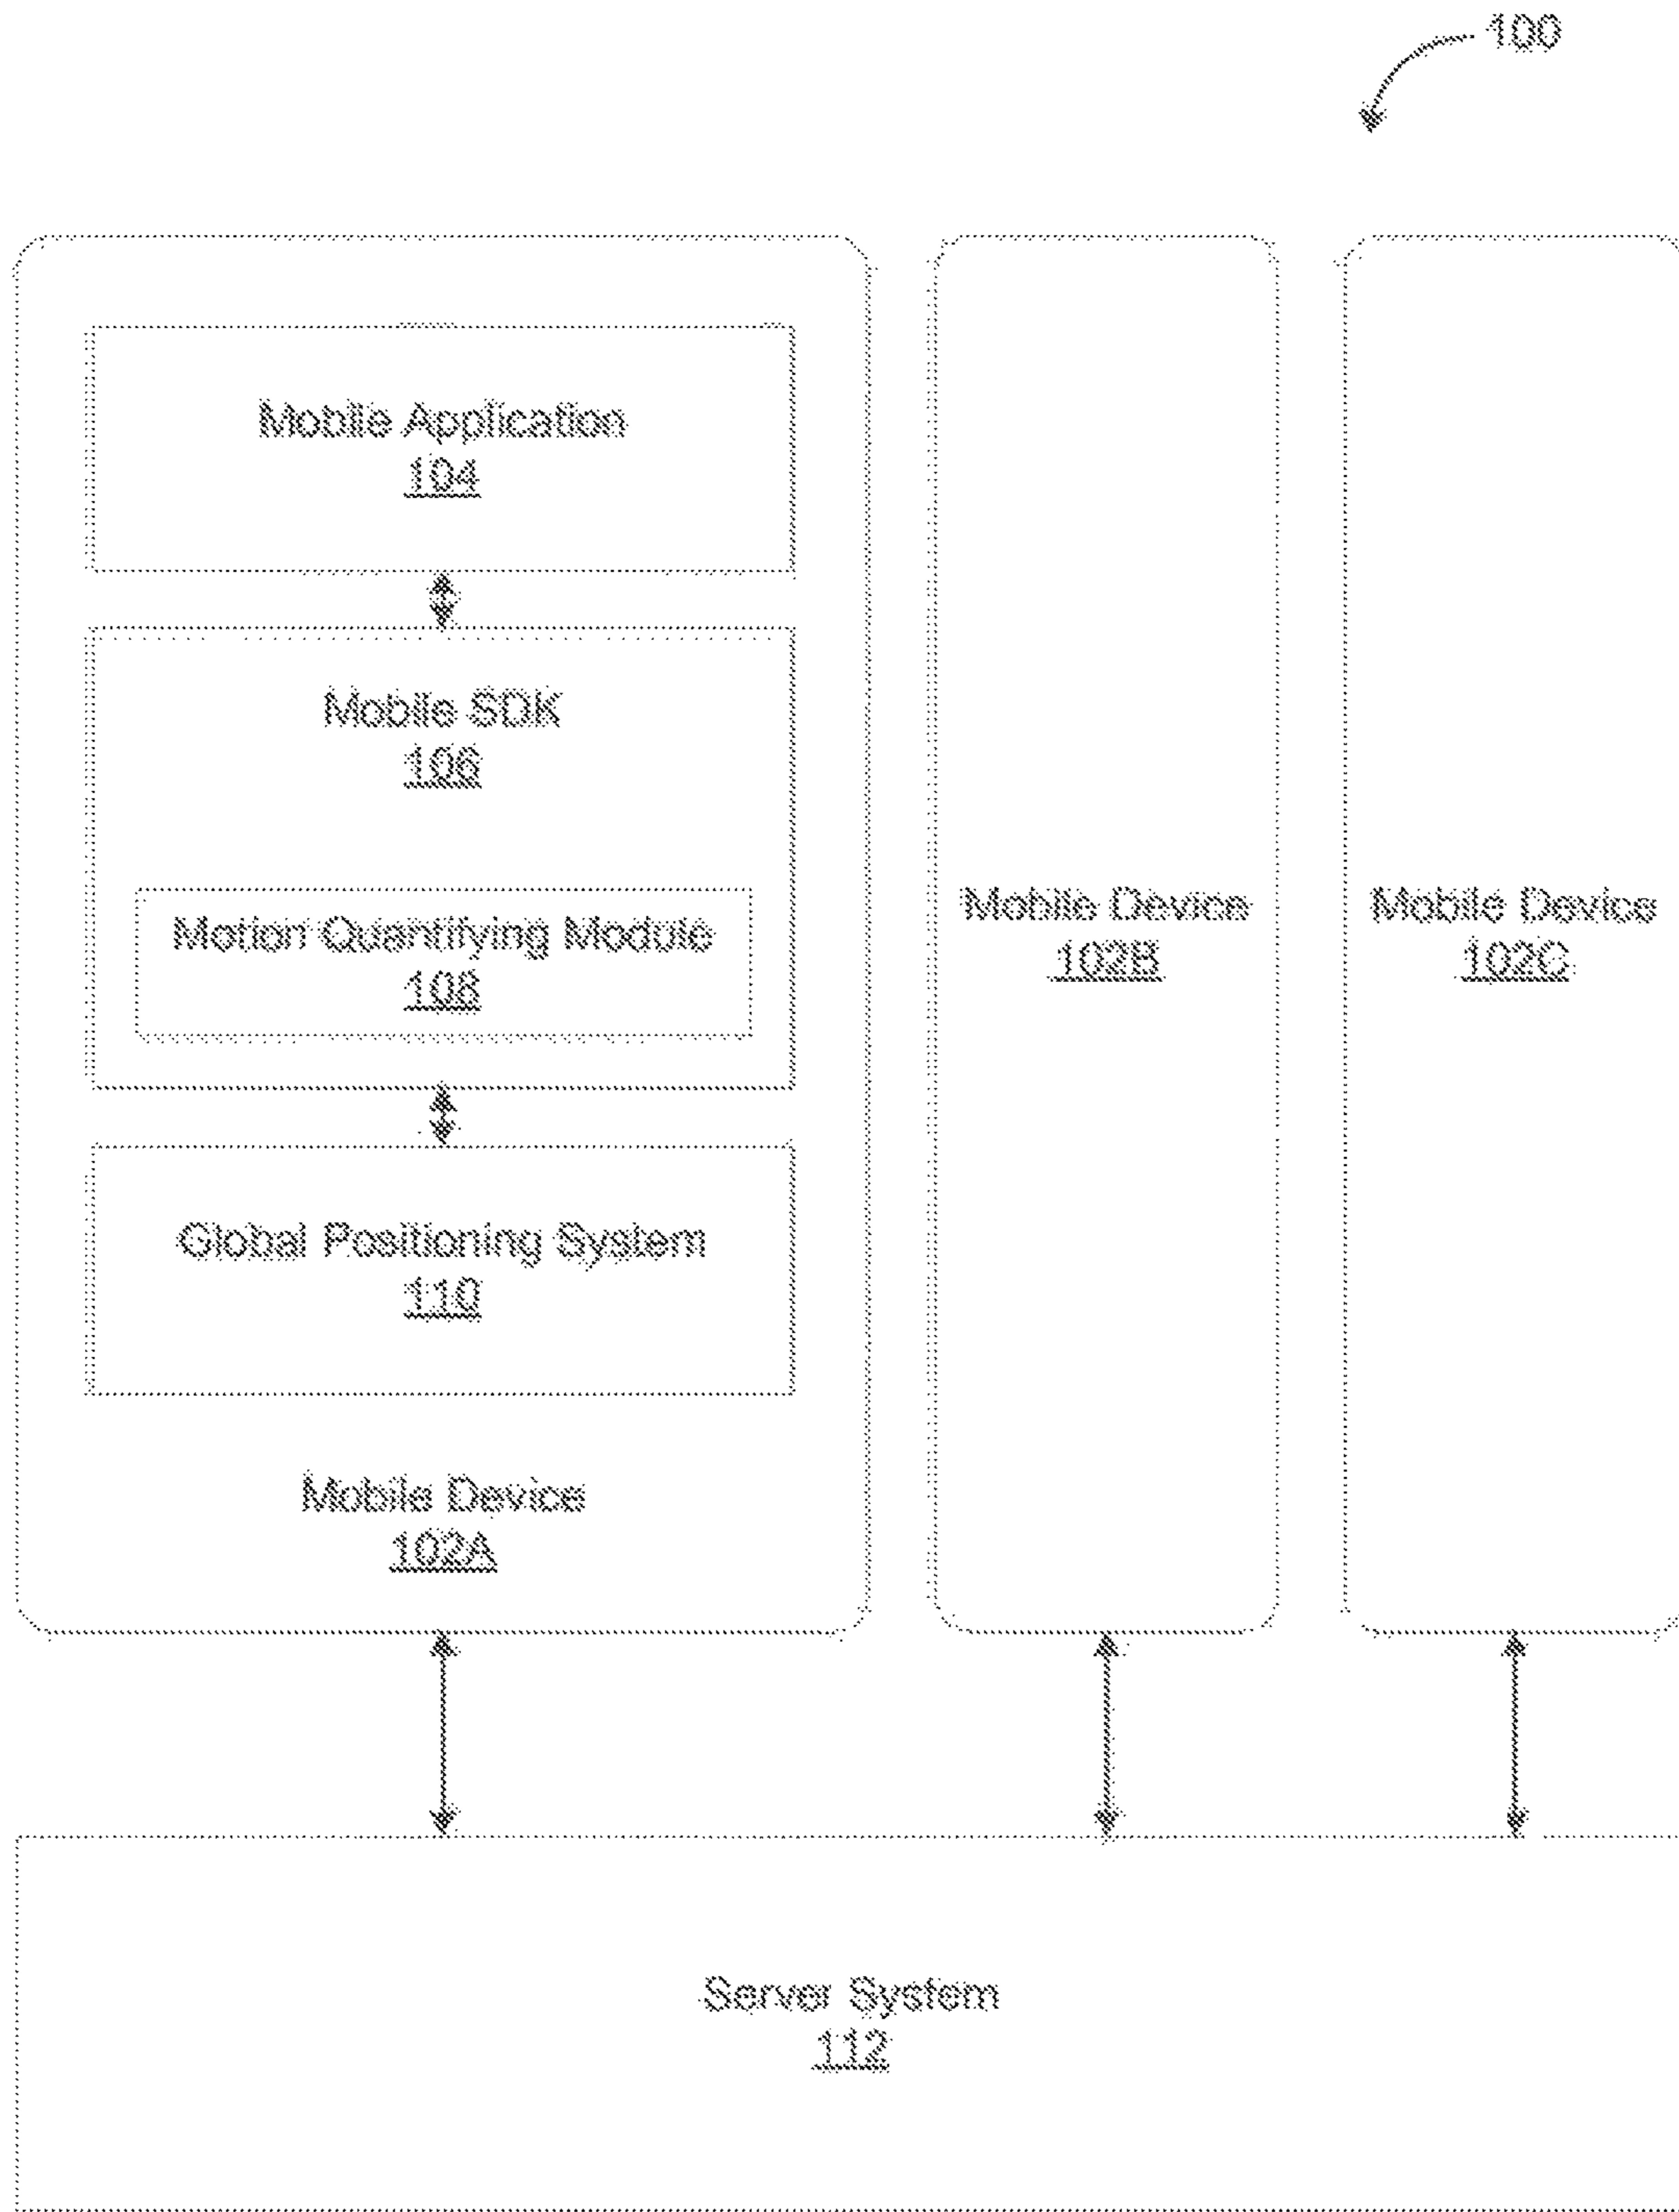 100
Mobile Application
104
Mobile SDK
106
Motion Quantifying Module
108
Global Positioning System
110
Mobile Device
102A
Mobile Device
102B
Mobile Device
102C
Server System
112